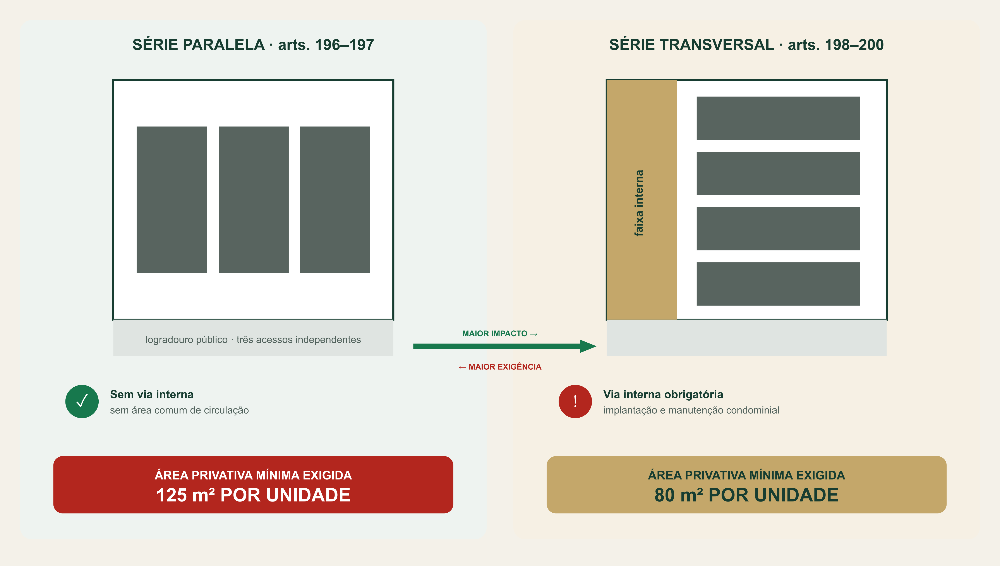 SÉRIE PARALELA · arts. 196–197
logradouro público · três acessos independentes
✓
Sem via interna
sem área comum de circulação
ÁREA PRIVATIVA MÍNIMA EXIGIDA
125 m² POR UNIDADE
MAIOR IMPACTO →
← MAIOR EXIGÊNCIA
SÉRIE TRANSVERSAL · arts. 198–200
faixa interna
!
Via interna obrigatória
implantação e manutenção condominial
ÁREA PRIVATIVA MÍNIMA EXIGIDA
80 m² POR UNIDADE